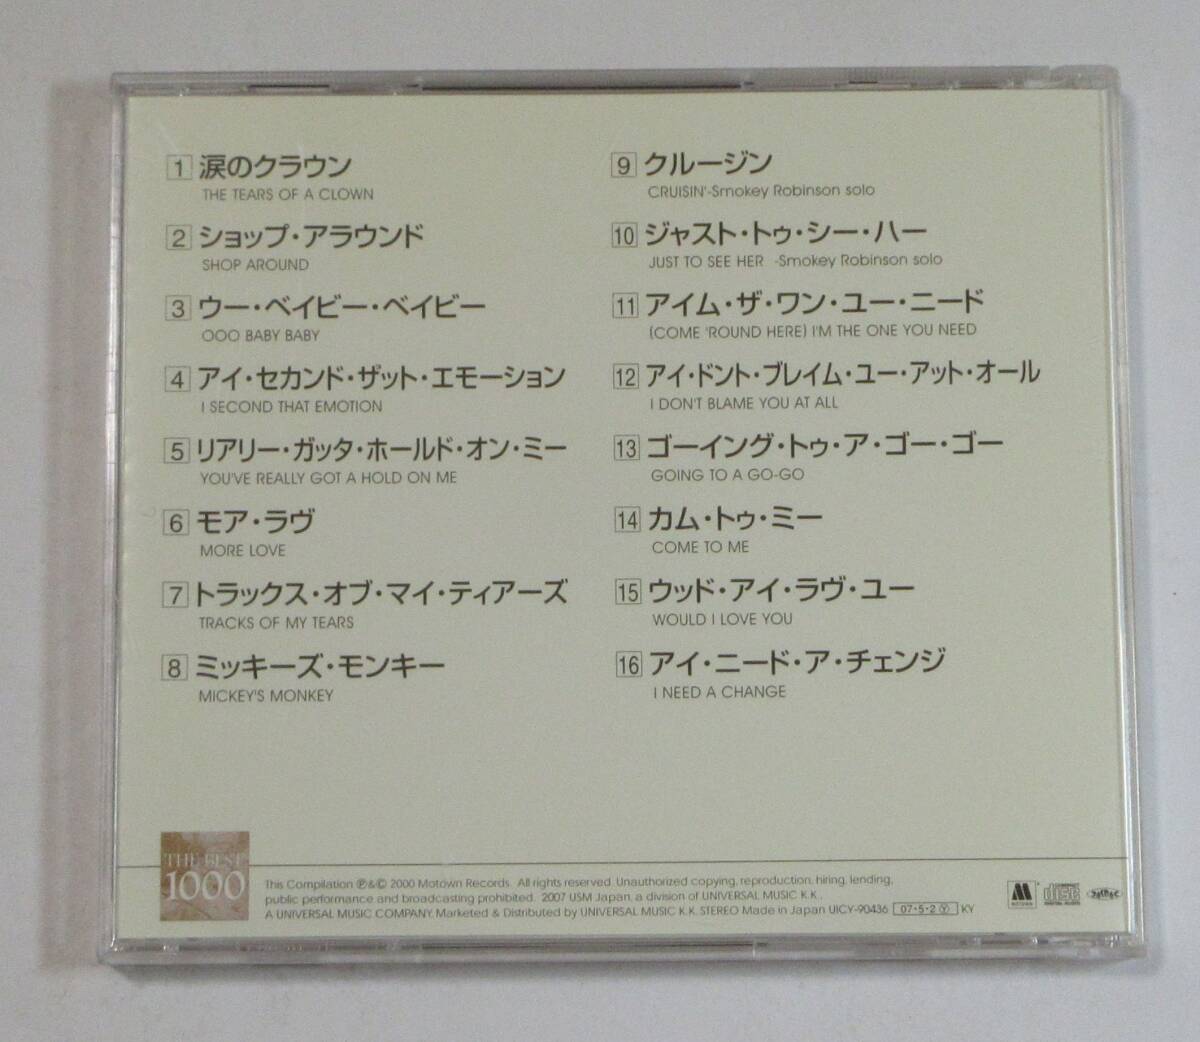 1 涙のクラウン
THE TEARS OF A CLOWN
2 ショップ・アラウンド
SHOP AROUND
3 ウー・ベイビー・ベイビー
OOO BABY BABY
4 アイ・セカンド・ザット・エモーション
I SECOND THAT EMOTION
5 リアリー・ガッタ・ホールド・オン・ミー
YOU'VE REALLY GOT A HOLD ON ME
6 モア・ラヴ
MORE LOVE
7 トラックス・オブ・マイ・ティアーズ
TRACKS OF MY TEARS
8 ミッキーズ・モンキー
MICKEY'S MONKEY
9 クルージン
CRUISIN'-Smokey Robinson solo
10 ジャスト・トゥ・シー・ハー
JUST TO SEE HER -Smokey Robinson solo
11 アイム・ザ・ワン・ユー・ニード
(COME 'ROUND HERE) I'M THE ONE YOU NEED
12 アイ・ドント・ブレイム・ユー・アット・オール
I DON'T BLAME YOU AT ALL
13 ゴーイング・トゥ・ア・ゴー・ゴー
GOING TO A GO-GO
14 カム・トゥ・ミー
COME TO ME
15 ウッド・アイ・ラヴ・ユー
WOULD I LOVE YOU
16 アイ・ニード・ア・チェンジ
I NEED A CHANGE
THE BEST
1000
This Compilation ℗&© 2000 Motown Records. All rights reserved. Unauthorized copying, reproduction, hiring, lending,
public performance and broadcasting prohibited. 2007 USM Japan, a division of UNIVERSAL MUSIC K.K.,
A UNIVERSAL MUSIC COMPANY. Marketed & Distributed by UNIVERSAL MUSIC K.K. STEREO Made in Japan UICY-90436 07・5・2 Ⓨ KY
MOTOWN
disc
DIGITAL AUDIO